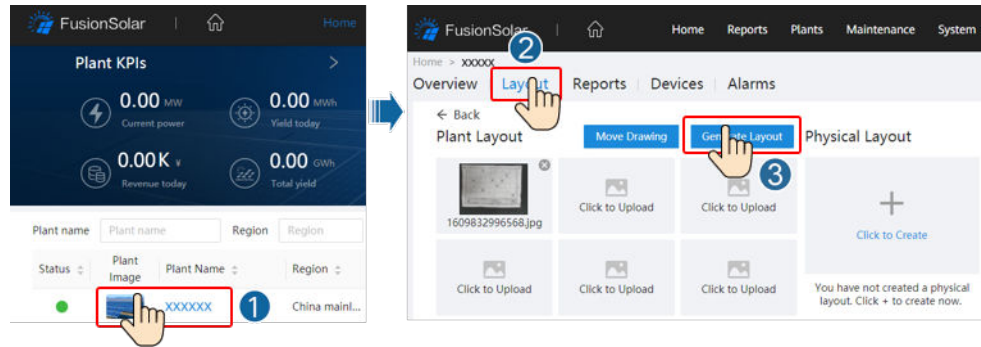 FusionSolar
Home
Plant KPIs >
0.00 MW
Current power
0.00 MWh
Yield today
0.00K ¥
Revenue today
0.00 GWh
Total yield
Plant name Plant name Region Region
Status Plant Image Plant Name Region
XXXXXX China mainl...
1
FusionSolar
Home Reports Plants Maintenance System
Home > XXXXX
2
Overview Layout Reports Devices Alarms
← Back
Plant Layout Move Drawing Generate Layout Physical Layout
3
1609832996568.jpg
Click to Upload
Click to Upload
Click to Create
Click to Upload
Click to Upload
Click to Upload
You have not created a physical
layout. Click + to create now.